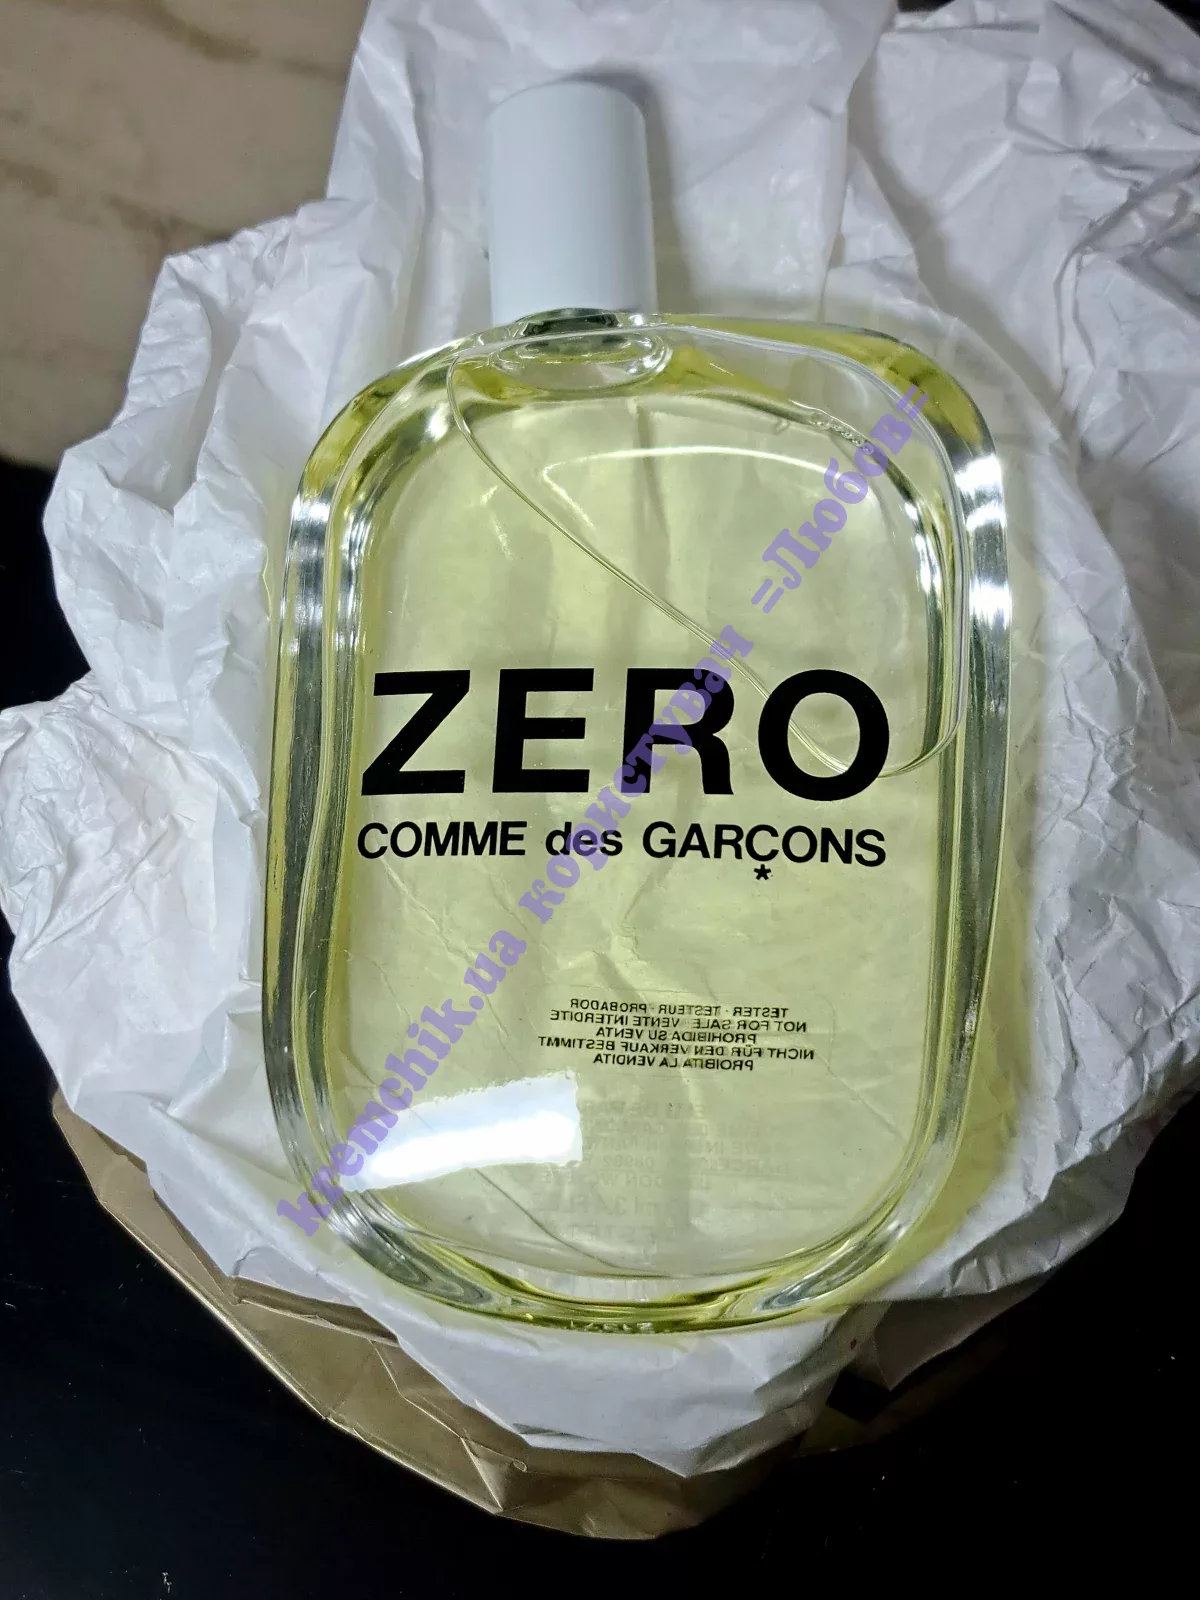 ZERO
COMME des GARÇONS
*
TESTER · TESTEUR · PROBADOR
NOT FOR SALE · VENTE INTERDITE
PROHIBIDA SU VENTA
NICHT FÜR DEN VERKAUF BESTIMMT
PROIBITA LA VENDITA
kremchik.ua користувач =Любов=